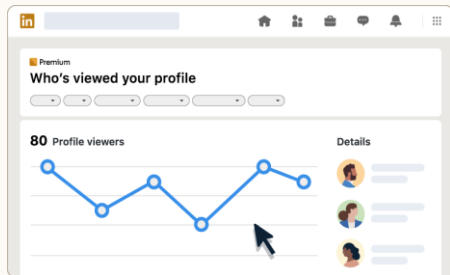 in
Premium
Who's viewed your profile
80 Profile viewers
Details